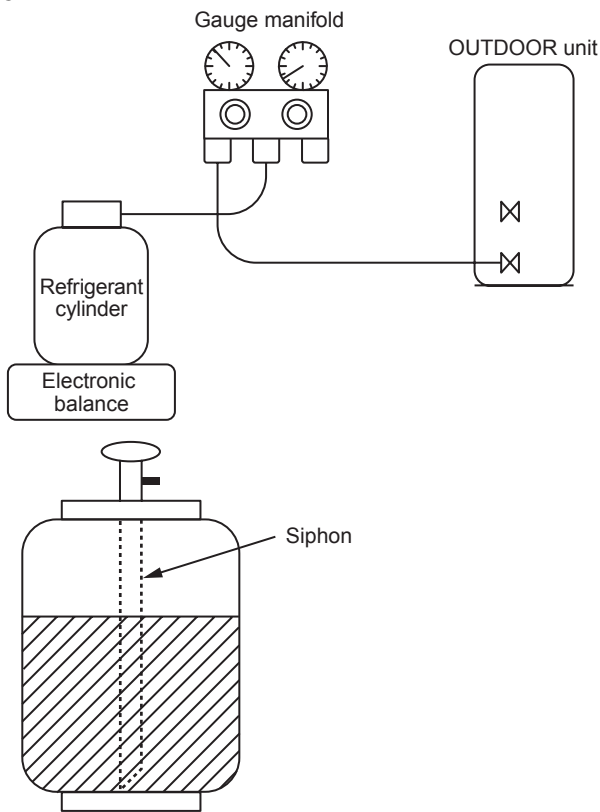 Gauge manifold
OUTDOOR unit
Refrigerant
cylinder
Electronic
balance
Siphon